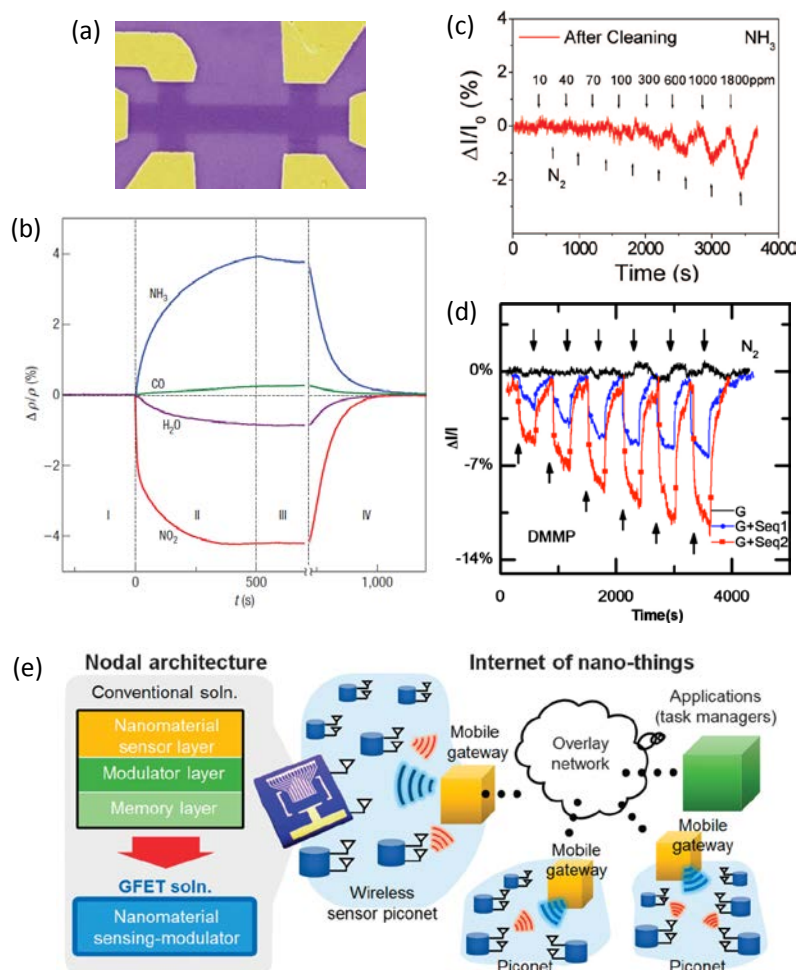 (a)
(c)
After Cleaning
NH3
10 40 70 100 300 600 1000 1800ppm
N2
ΔI/I0 (%)
4
2
0
-2
0 1000 2000 3000 4000
Time (s)
(b)
Δ ρ/ρ (%)
4
2
0
−2
−4
NH3
CO
H2O
NO2
I
II
III
IV
0 500 1,000
t (s)
(d)
N2
ΔI/I
0%
-7%
-14%
DMMP
G
G+Seq1
G+Seq2
0 2000 4000
Time(s)
(e)
Nodal architecture
Conventional soln.
Nanomaterial
sensor layer
Modulator layer
Memory layer
GFET soln.
Nanomaterial
sensing-modulator
Internet of nano-things
Mobile
gateway
Wireless
sensor piconet
Overlay
network
Applications
(task managers)
Mobile
gateway
Piconet
Mobile
gateway
Piconet